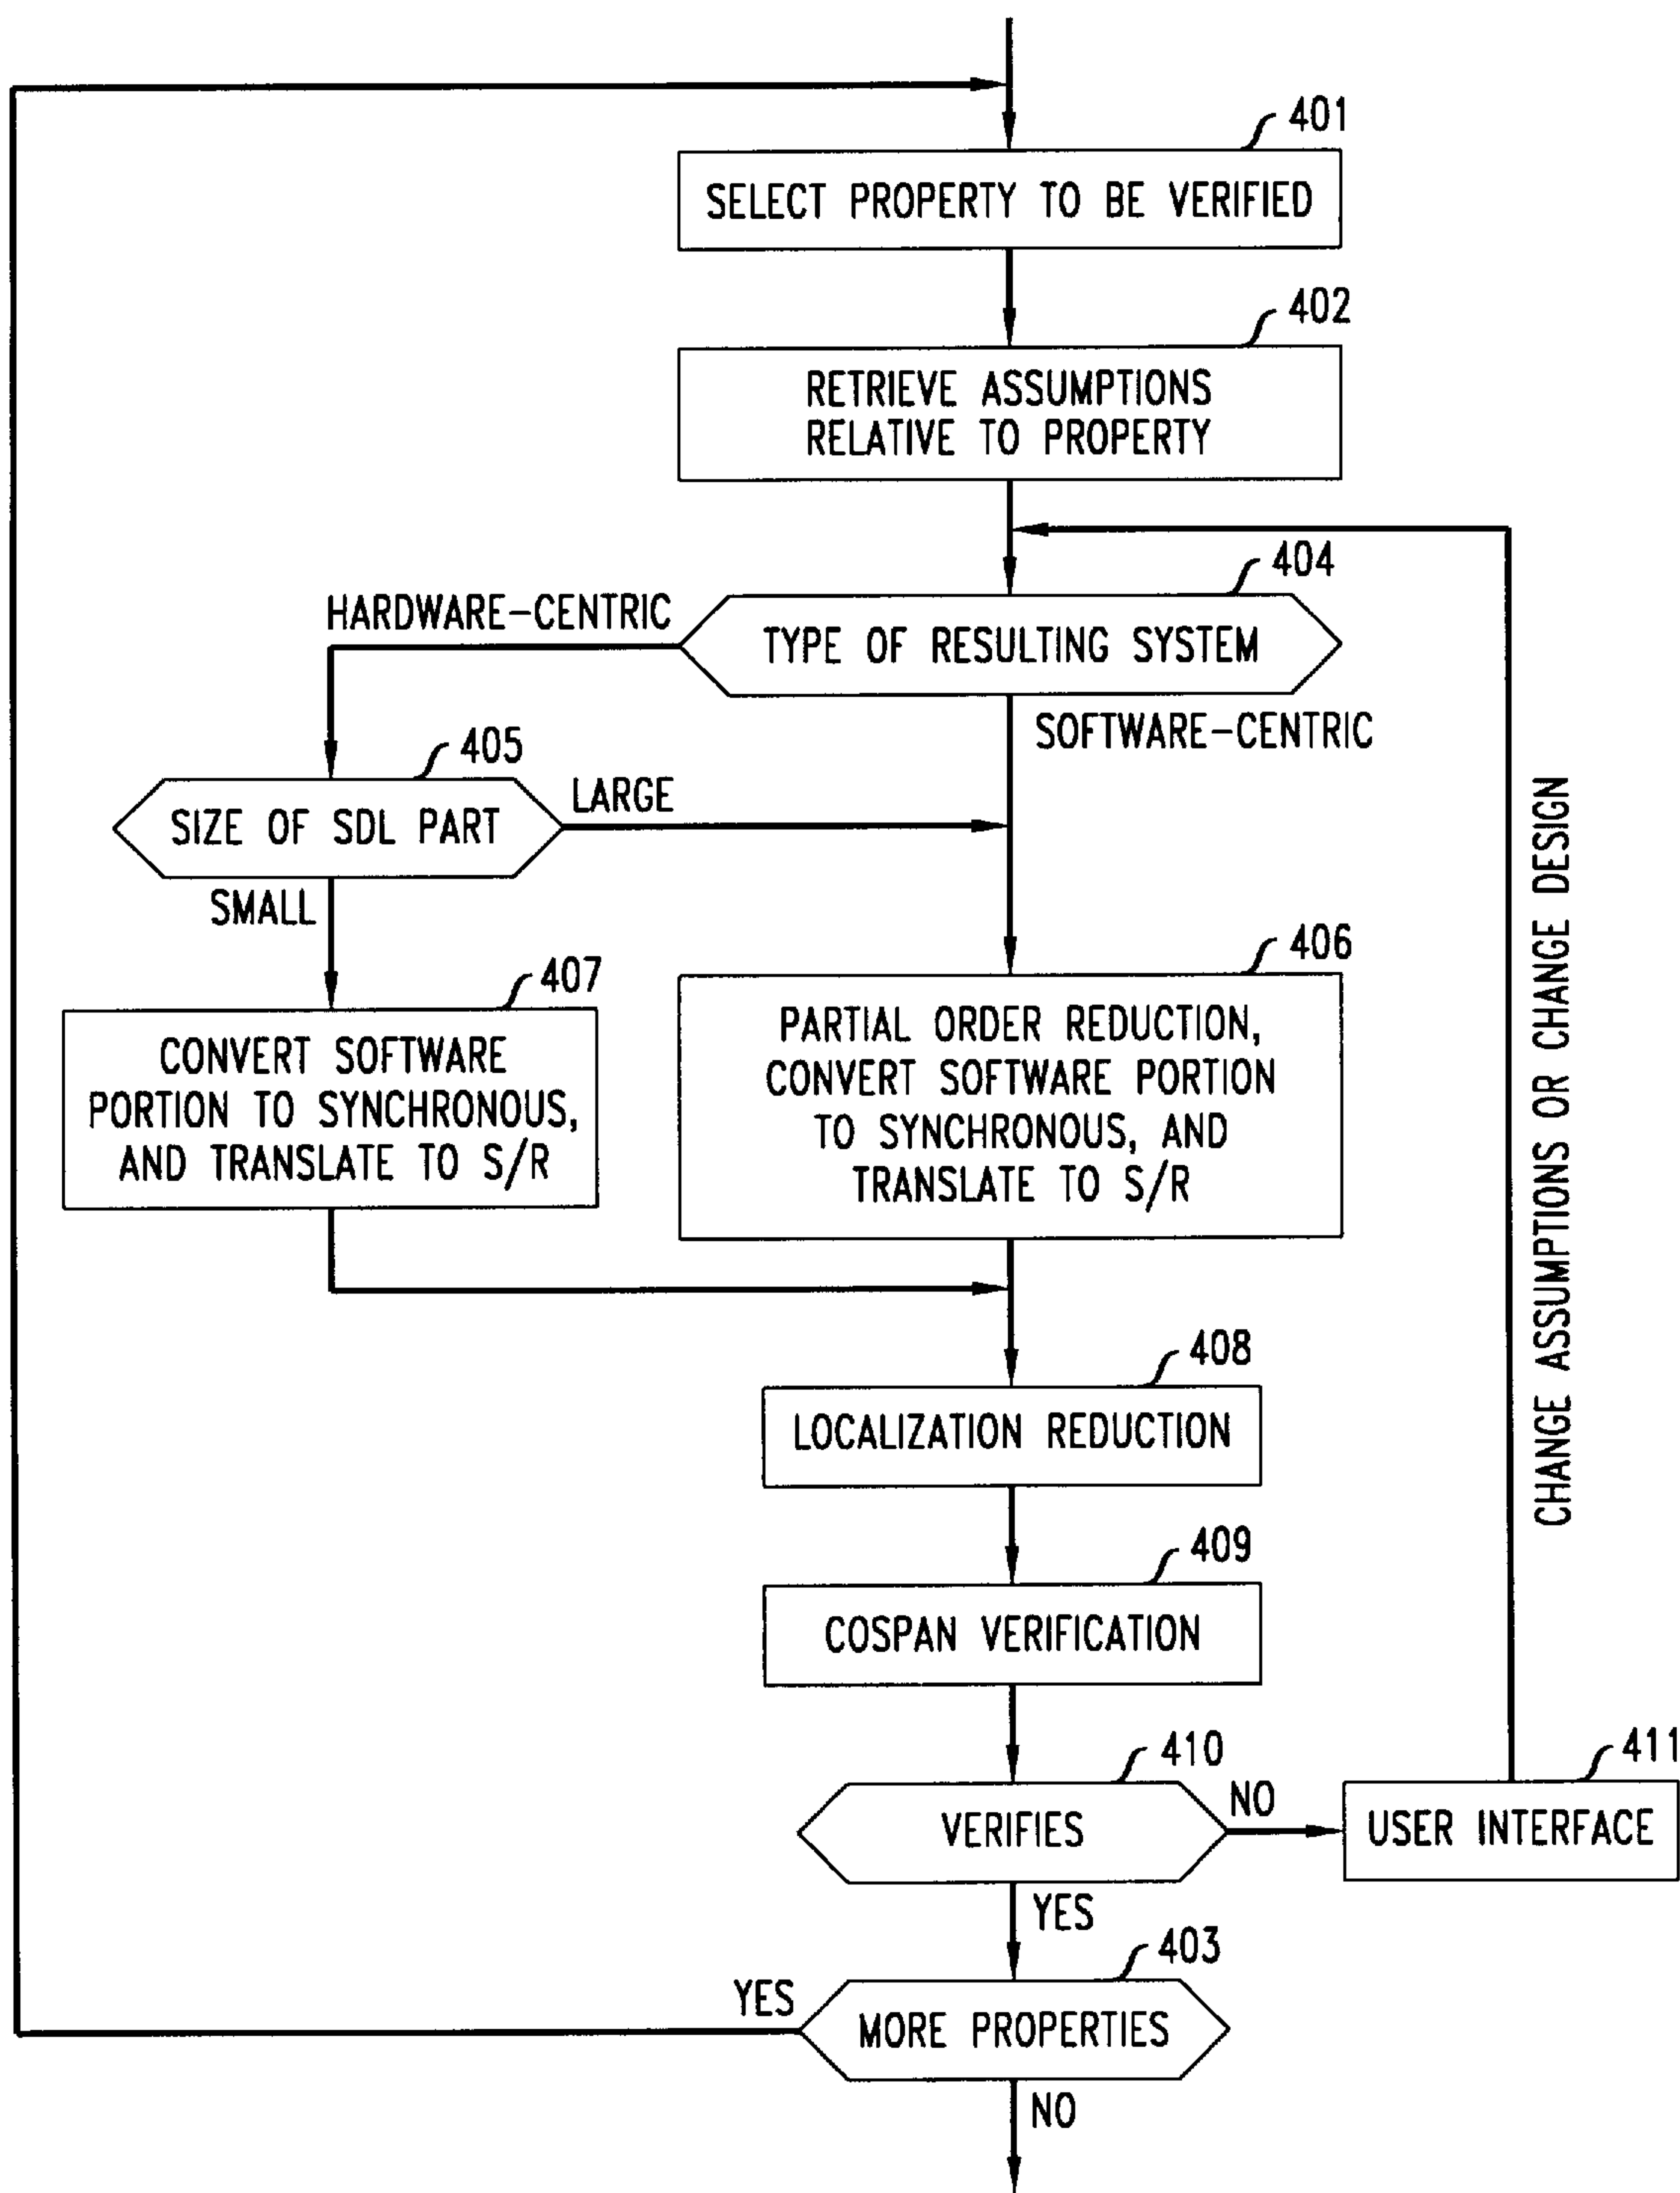 401
SELECT PROPERTY TO BE VERIFIED
402
RETRIEVE ASSUMPTIONS
RELATIVE TO PROPERTY
404
HARDWARE-CENTRIC
TYPE OF RESULTING SYSTEM
SOFTWARE-CENTRIC
405
SIZE OF SDL PART
LARGE
SMALL
407
CONVERT SOFTWARE
PORTION TO SYNCHRONOUS,
AND TRANSLATE TO S/R
406
PARTIAL ORDER REDUCTION,
CONVERT SOFTWARE PORTION
TO SYNCHRONOUS, AND
TRANSLATE TO S/R
CHANGE ASSUMPTIONS OR CHANGE DESIGN
408
LOCALIZATION REDUCTION
409
COSPAN VERIFICATION
410
VERIFIES
NO
411
USER INTERFACE
YES
403
YES
MORE PROPERTIES
NO